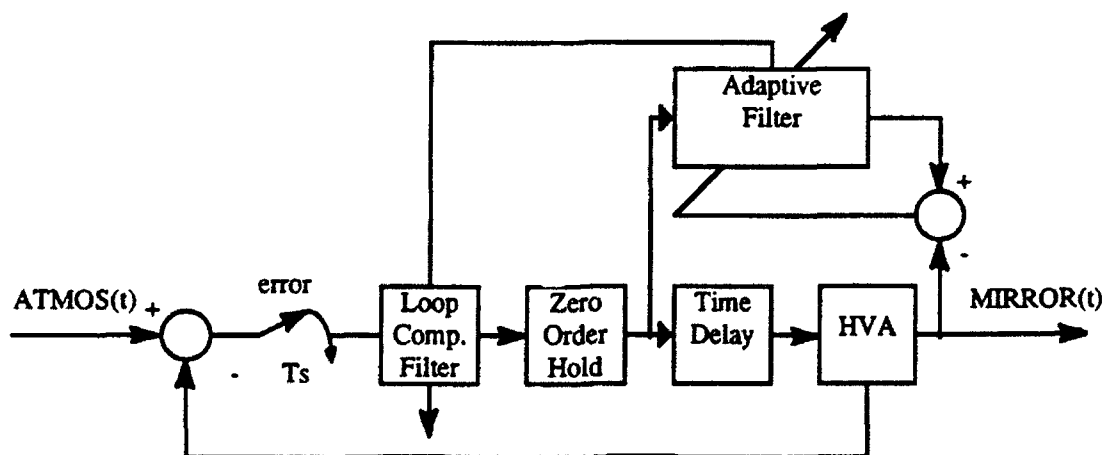 Adaptive
Filter
+
-
ATMOS(t)
+
-
error
Ts
Loop
Comp.
Filter
Zero
Order
Hold
Time
Delay
HVA
MIRROR(t)